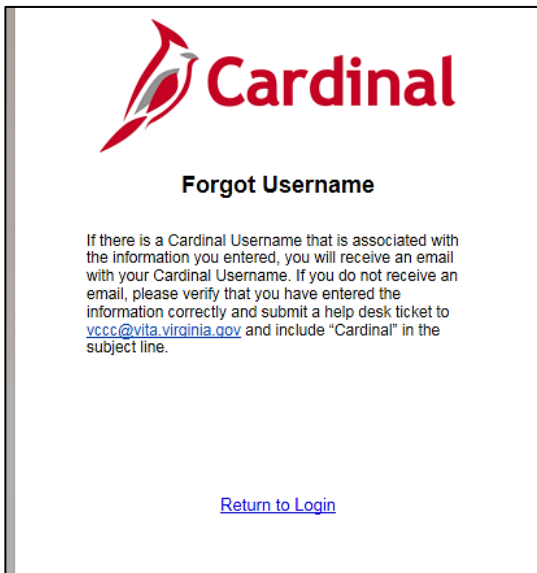 Cardinal
Forgot Username
If there is a Cardinal Username that is associated with
the information you entered, you will receive an email
with your Cardinal Username. If you do not receive an
email, please verify that you have entered the
information correctly and submit a help desk ticket to
vccc@vita.virginia.gov and include “Cardinal” in the
subject line.
Return to Login